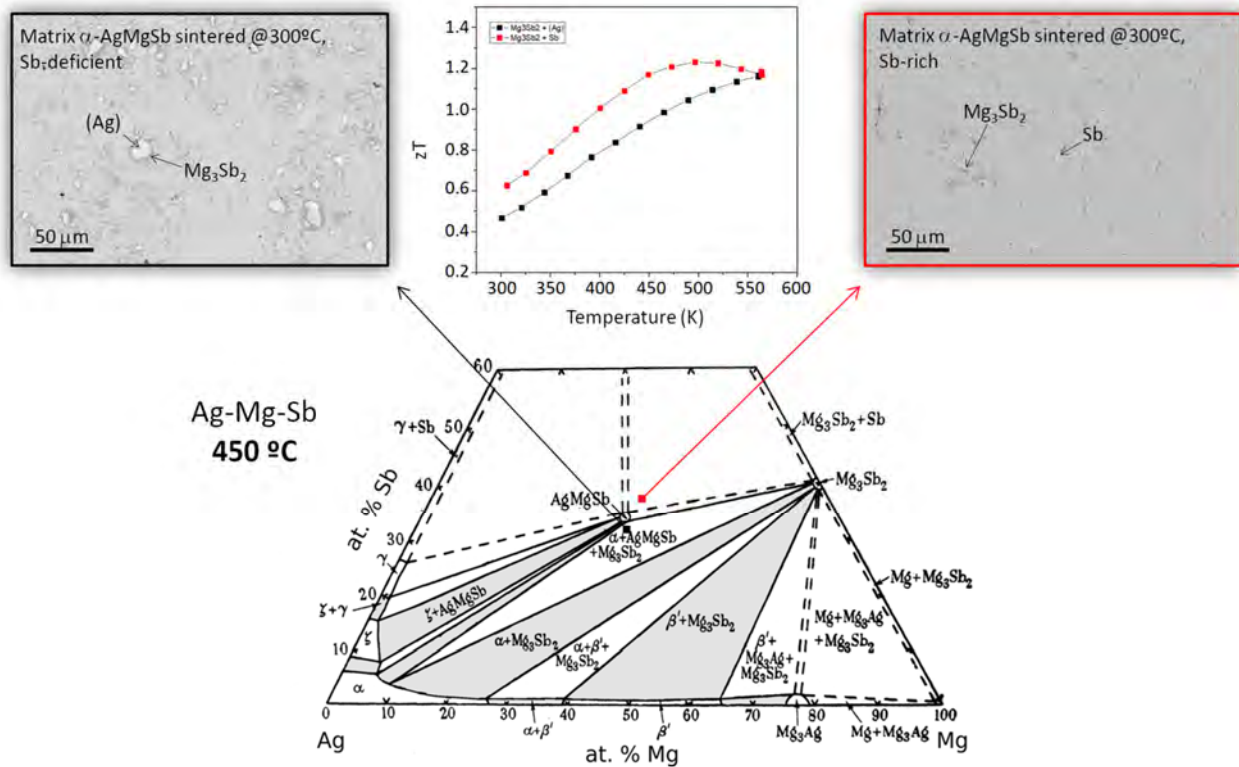 Matrix α-AgMgSb sintered @300ºC,
Sb-deficient
(Ag)
Mg₃Sb₂
50 μm
1.4
1.2
1.0
0.8
0.6
0.4
0.2
zT
Mg3Sb2 + (Ag)
Mg3Sb2 + Sb
300 350 400 450 500 550 600
Temperature (K)
Matrix α-AgMgSb sintered @300ºC,
Sb-rich
Mg₃Sb₂
Sb
50 μm
Ag-Mg-Sb
450 ºC
at. % Sb
60
50
40
30
20
10
γ+Sb
γ
ζ+γ
ζ
α
AgMgSb
α+AgMgSb
+Mg₃Sb₂
ζ+AgMgSb
α+Mg₃Sb₂
α+β'+
Mg₃Sb₂
β'+Mg₃Sb₂
β'+
Mg₃Ag+
Mg₃Sb₂
Mg+Mg₃Ag
+Mg₃Sb₂
Mg₃Sb₂+Sb
Mg₃Sb₂
Mg+Mg₃Sb₂
0 10 20 30 40 50 60 70 80 90 100
α+β'
β'
Mg₃Ag
Mg+Mg₃Ag
Ag
at. % Mg
Mg